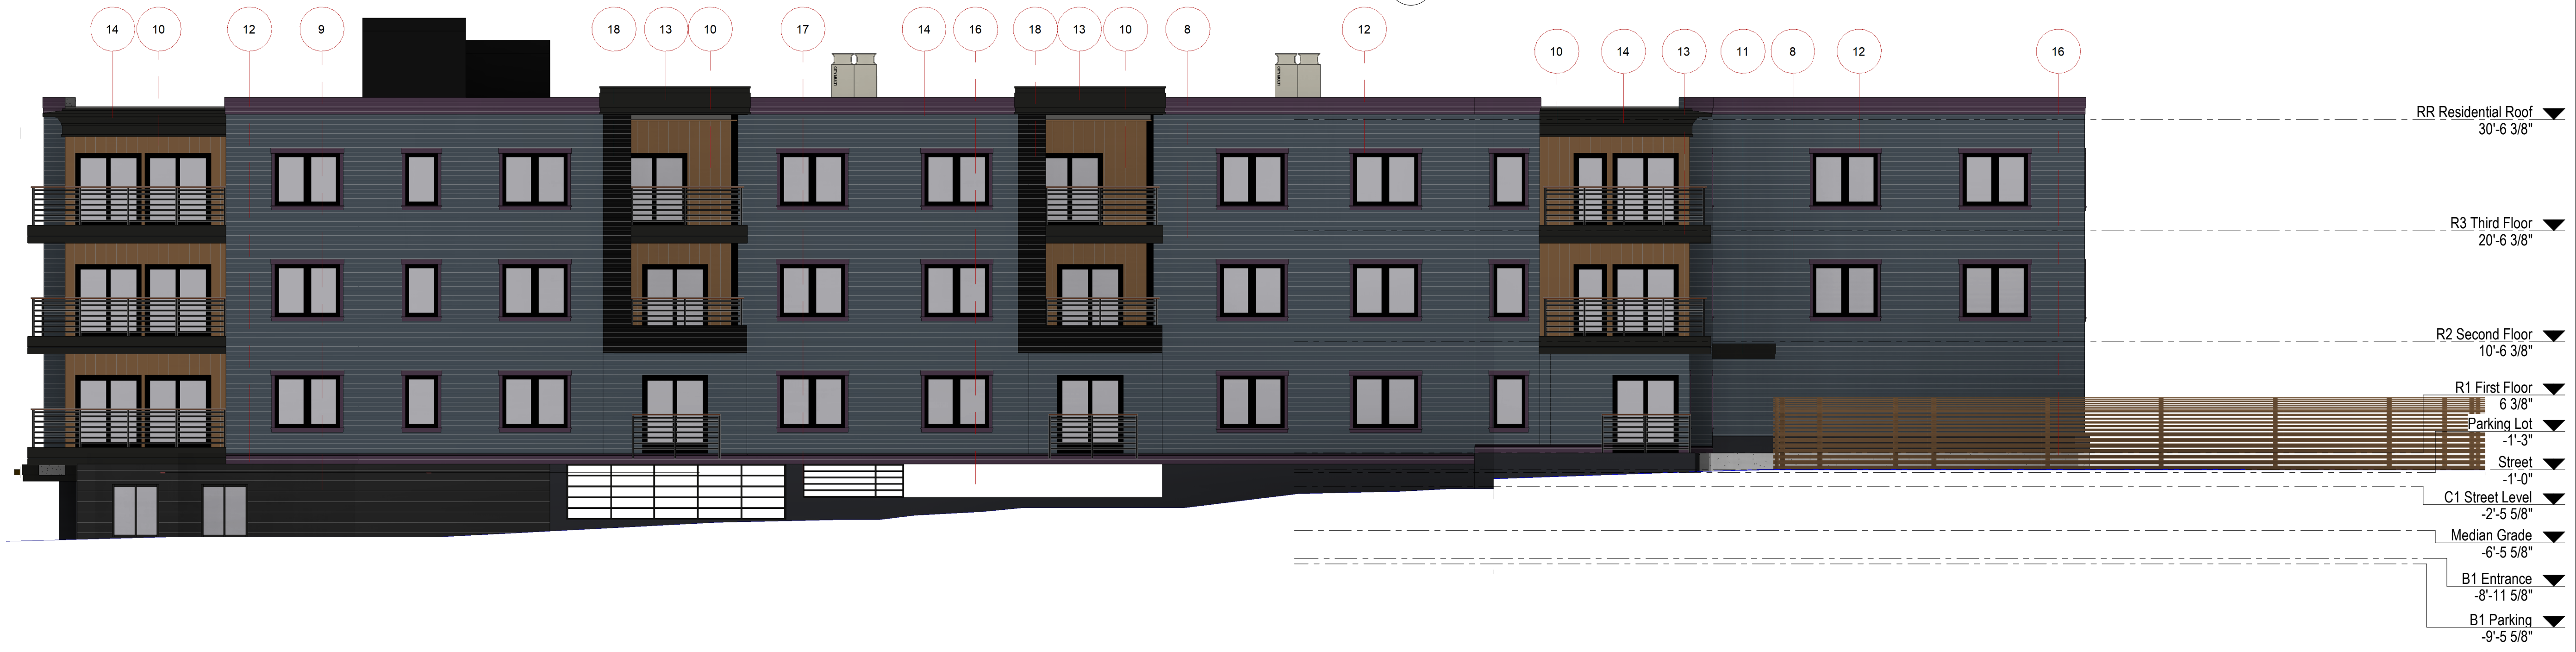 14 10 12 9 18 13 10 17 14 16 18 13 10 8 12
10 14 13 11 8 12 16
RR Residential Roof
30'-6 3/8"
R3 Third Floor
20'-6 3/8"
R2 Second Floor
10'-6 3/8"
R1 First Floor
6 3/8"
Parking Lot
-1'-3"
Street
-1'-0"
C1 Street Level
-2'-5 5/8"
Median Grade
-6'-5 5/8"
B1 Entrance
-8'-11 5/8"
B1 Parking
-9'-5 5/8"